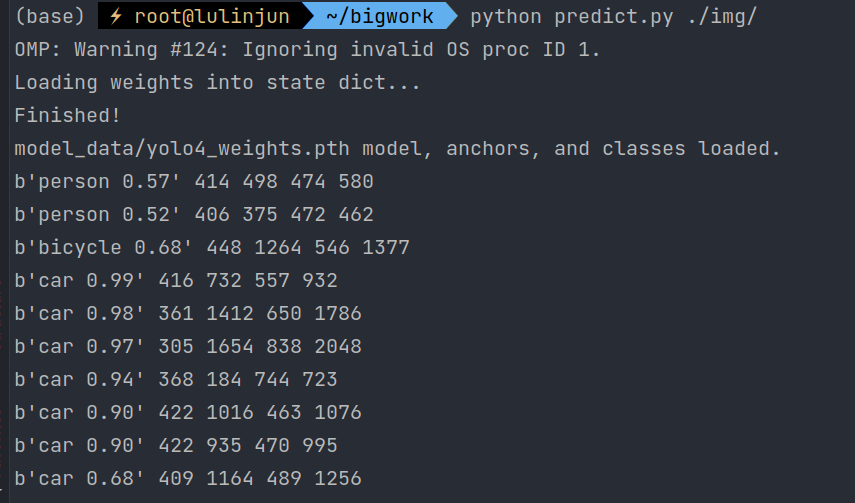 (base) ⚡ root@lulinjun ~/bigwork python predict.py ./img/
OMP: Warning #124: Ignoring invalid OS proc ID 1.
Loading weights into state dict...
Finished!
model_data/yolo4_weights.pth model, anchors, and classes loaded.
b'person 0.57' 414 498 474 580
b'person 0.52' 406 375 472 462
b'bicycle 0.68' 448 1264 546 1377
b'car 0.99' 416 732 557 932
b'car 0.98' 361 1412 650 1786
b'car 0.97' 305 1654 838 2048
b'car 0.94' 368 184 744 723
b'car 0.90' 422 1016 463 1076
b'car 0.90' 422 935 470 995
b'car 0.68' 409 1164 489 1256